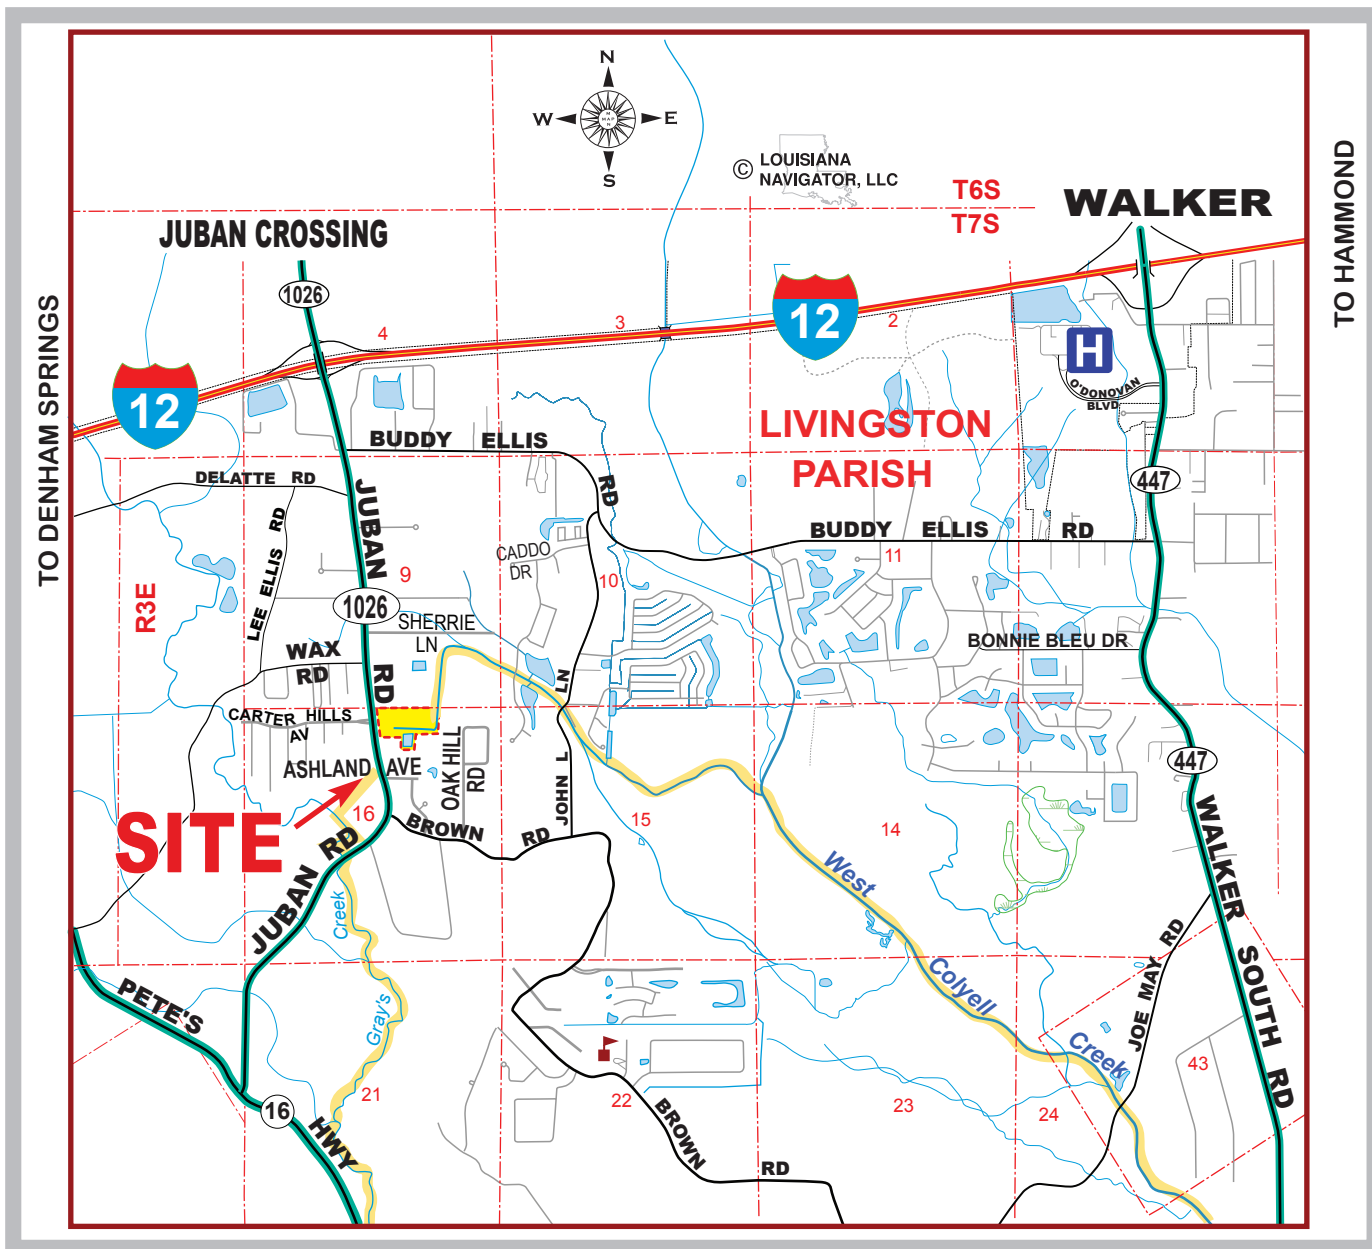 N
W
E
S
M
MAP
N
© LOUISIANA
NAVIGATOR, LLC
T6S
T7S
WALKER
JUBAN CROSSING
TO HAMMOND
TO DENHAM SPRINGS
1026
4
3
2
12
12
H
O'DONOVAN
BLVD
LIVINGSTON
PARISH
BUDDY ELLIS
RD
DELATTE RD
LEE ELLIS RD
JUBAN
447
BUDDY ELLIS RD
CADDO
DR
9
10
11
R3E
1026
SHERRIE
LN
WAX
RD
RD
BONNIE BLEU DR
LN
CARTER HILLS
AV
ASHLAND AVE
OAK HILL
RD
JOHN L
447
SITE
16
BROWN RD
15
14
JUBAN RD
West
Colyell
Creek
WALKER SOUTH RD
Creek
Gray's
JOE MAY RD
PETE'S
HWY
16
21
22
23
24
43
BROWN
RD